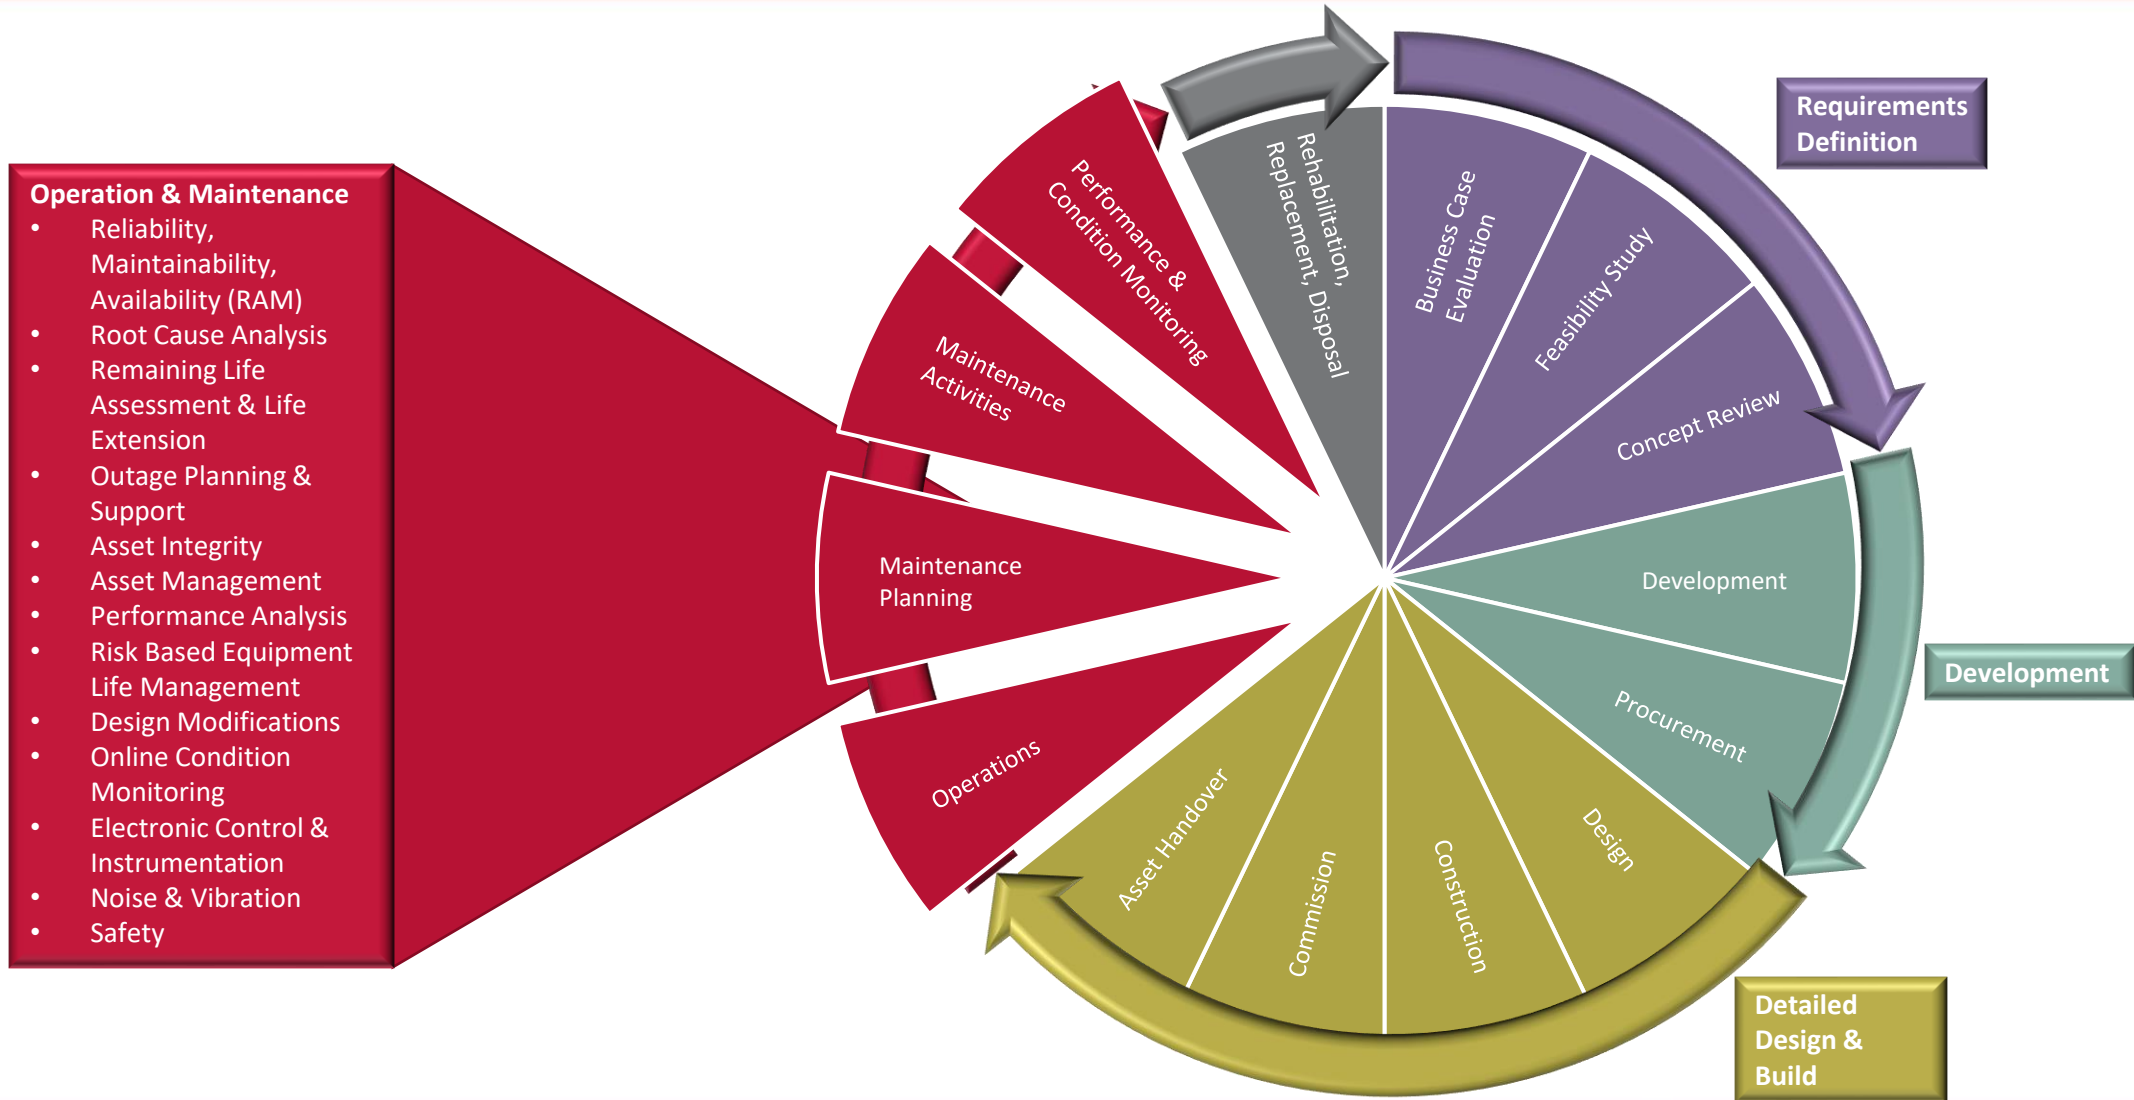 Operation & Maintenance
• Reliability,
Maintainability,
Availability (RAM)
• Root Cause Analysis
• Remaining Life
Assessment & Life
Extension
• Outage Planning &
Support
• Asset Integrity
• Asset Management
• Performance Analysis
• Risk Based Equipment
Life Management
• Design Modifications
• Online Condition
Monitoring
• Electronic Control &
Instrumentation
• Noise & Vibration
• Safety
Performance &
Condition Monitoring
Maintenance
Activities
Maintenance
Planning
Operations
Rehabilitation,
Replacement, Disposal
Business Case
Evaluation
Feasibility Study
Concept Review
Development
Procurement
Design
Construction
Commission
Asset Handover
Requirements
Definition
Development
Detailed
Design &
Build